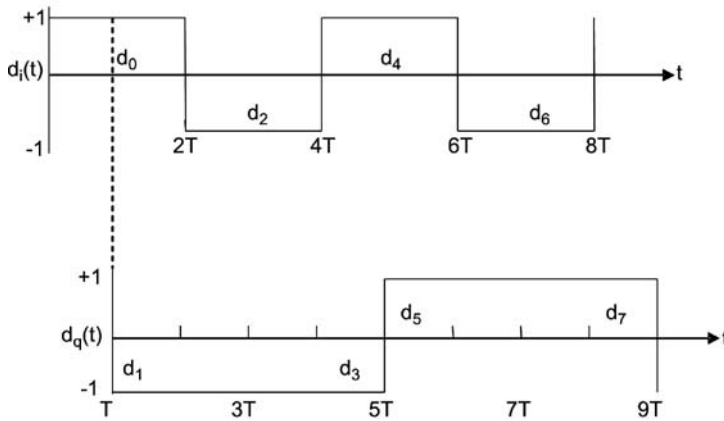 +1
d0 d4
di(t) t
d2 d6
-1 2T 4T 6T 8T
+1
d5 d7
dq(t) t
d1 d3
-1
T 3T 5T 7T 9T